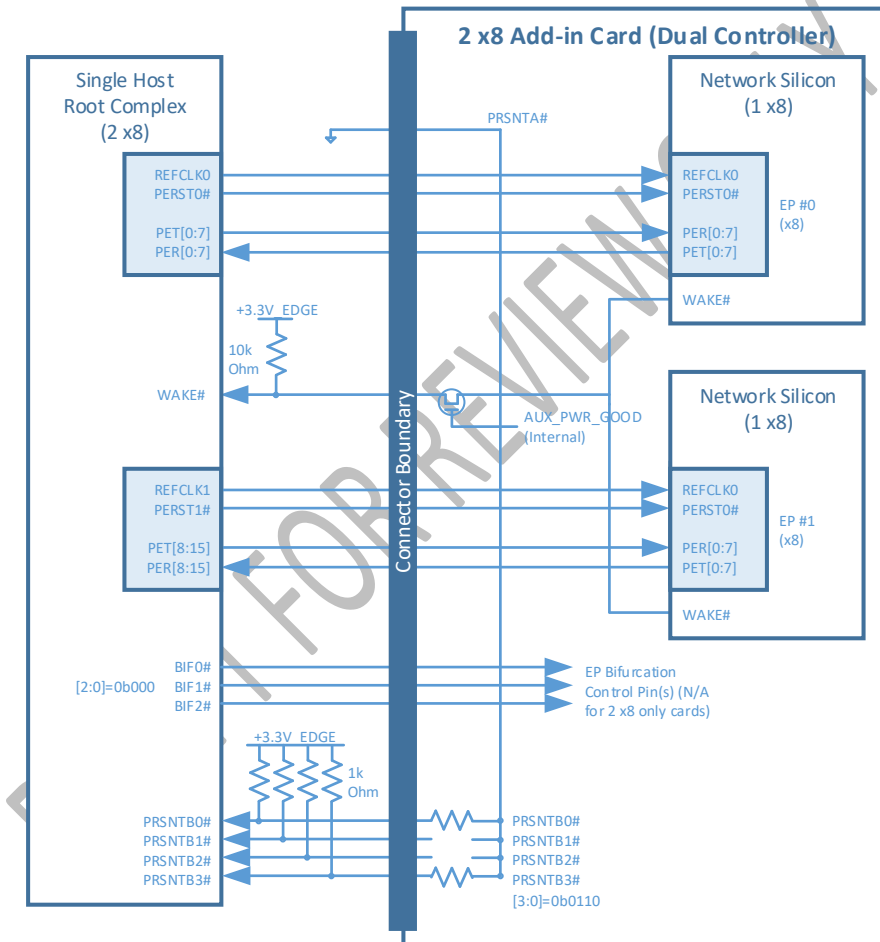 2 x8 Add-in Card (Dual Controller)
Single Host
Root Complex
(2 x8)
Network Silicon
(1 x8)
PRSNTA#
REFCLK0
PERST0#
PET[0:7]
PER[0:7]
REFCLK0
PERST0#
PER[0:7]
PET[0:7]
EP #0
(x8)
WAKE#
+3.3V_EDGE
10k
Ohm
WAKE#
AUX_PWR_GOOD
(Internal)
Connector Boundary
Network Silicon
(1 x8)
REFCLK1
PERST1#
PET[8:15]
PER[8:15]
REFCLK0
PERST0#
PER[0:7]
PET[0:7]
EP #1
(x8)
WAKE#
BIF0#
BIF1#
BIF2#
[2:0]=0b000
EP Bifurcation
Control Pin(s) (N/A
for 2 x8 only cards)
+3.3V_EDGE
1k
Ohm
PRSNTB0#
PRSNTB1#
PRSNTB2#
PRSNTB3#
PRSNTB0#
PRSNTB1#
PRSNTB2#
PRSNTB3#
[3:0]=0b0110
FOR REVIEW